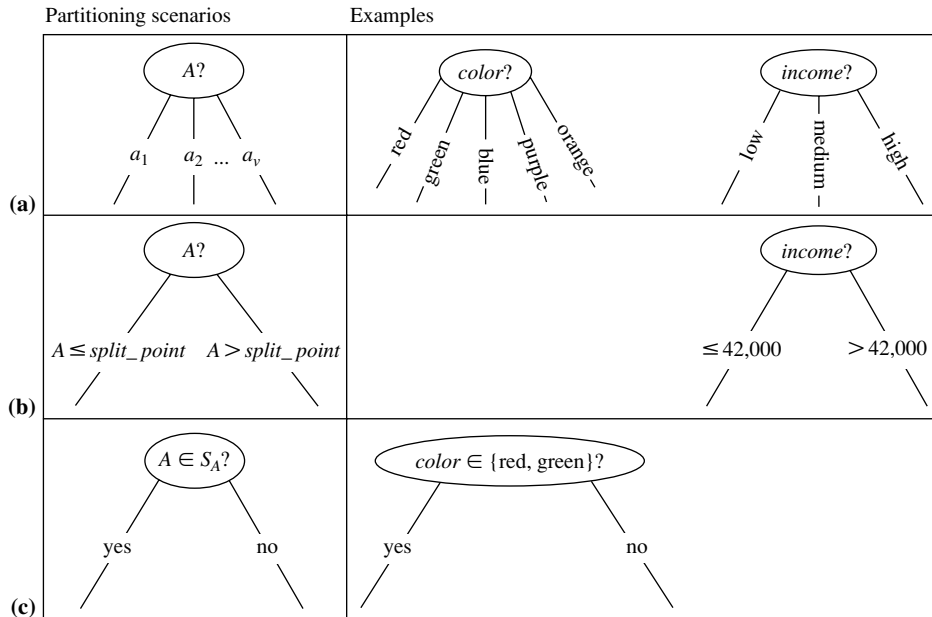 Partitioning scenarios Examples
A? color? income?
a₁ a₂ ... aᵥ red green blue purple orange low medium high
(a)
A? income?
A ≤ split_point A > split_point ≤ 42,000 > 42,000
(b)
A ∈ S_A? color ∈ {red, green}?
yes no yes no
(c)